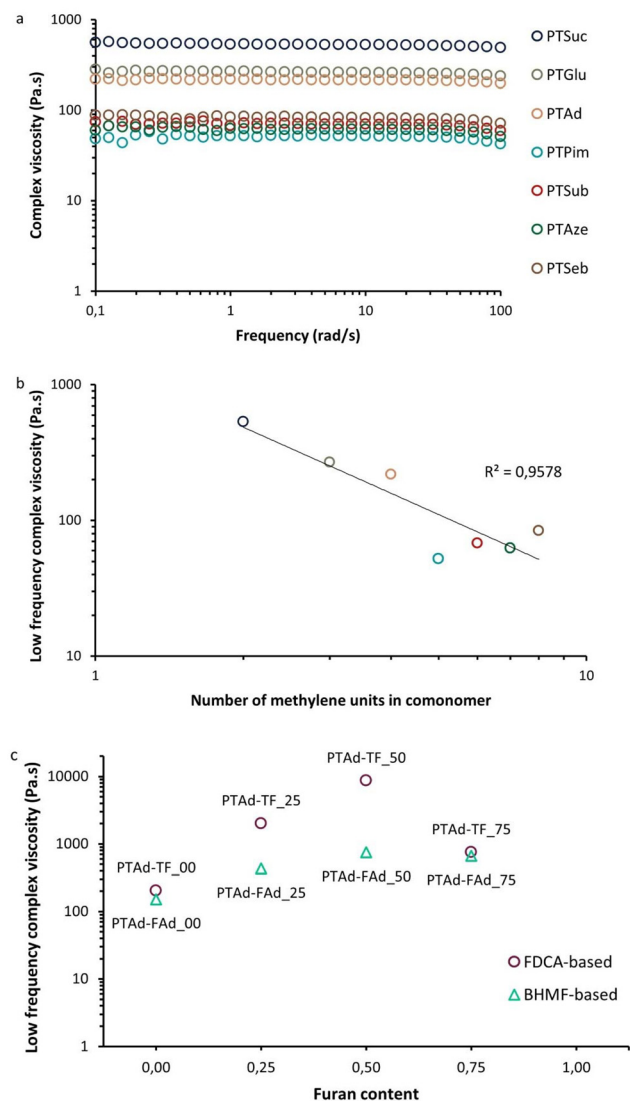 a
Complex viscosity (Pa.s)
1000
100
10
1
0,1
1
10
100
Frequency (rad/s)
PTSuc
PTGlu
PTAd
PTPim
PTSub
PTAze
PTSeb
b
Low frequency complex viscosity (Pa.s)
1000
100
10
1
10
R² = 0,9578
Number of methylene units in comonomer
c
Low frequency complex viscosity (Pa.s)
10000
1000
100
10
1
PTAd-TF_50
PTAd-TF_25
PTAd-TF_75
PTAd-TF_00
PTAd-FAd_50
PTAd-FAd_75
PTAd-FAd_25
PTAd-FAd_00
FDCA-based
BHMF-based
0,00
0,25
0,50
0,75
1,00
Furan content